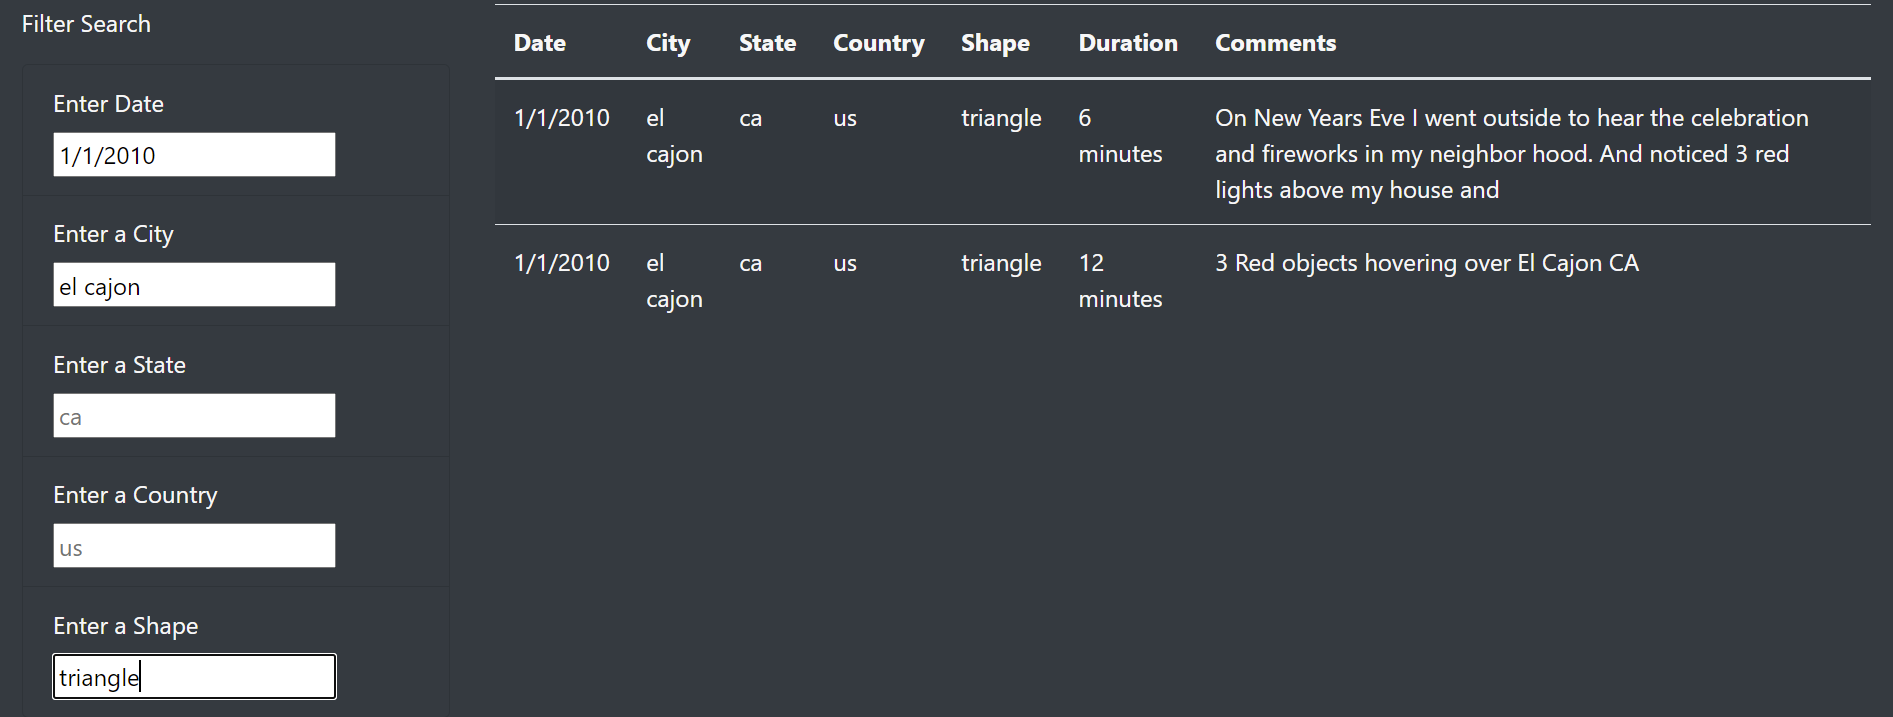 Filter Search
Enter Date
1/1/2010
Enter a City
el cajon
Enter a State
ca
Enter a Country
us
Enter a Shape
triangle
Date City State Country Shape Duration Comments
1/1/2010 el ca us triangle 6 On New Years Eve I went outside to hear the celebration
cajon minutes and fireworks in my neighbor hood. And noticed 3 red
lights above my house and
1/1/2010 el ca us triangle 12 3 Red objects hovering over El Cajon CA
cajon minutes